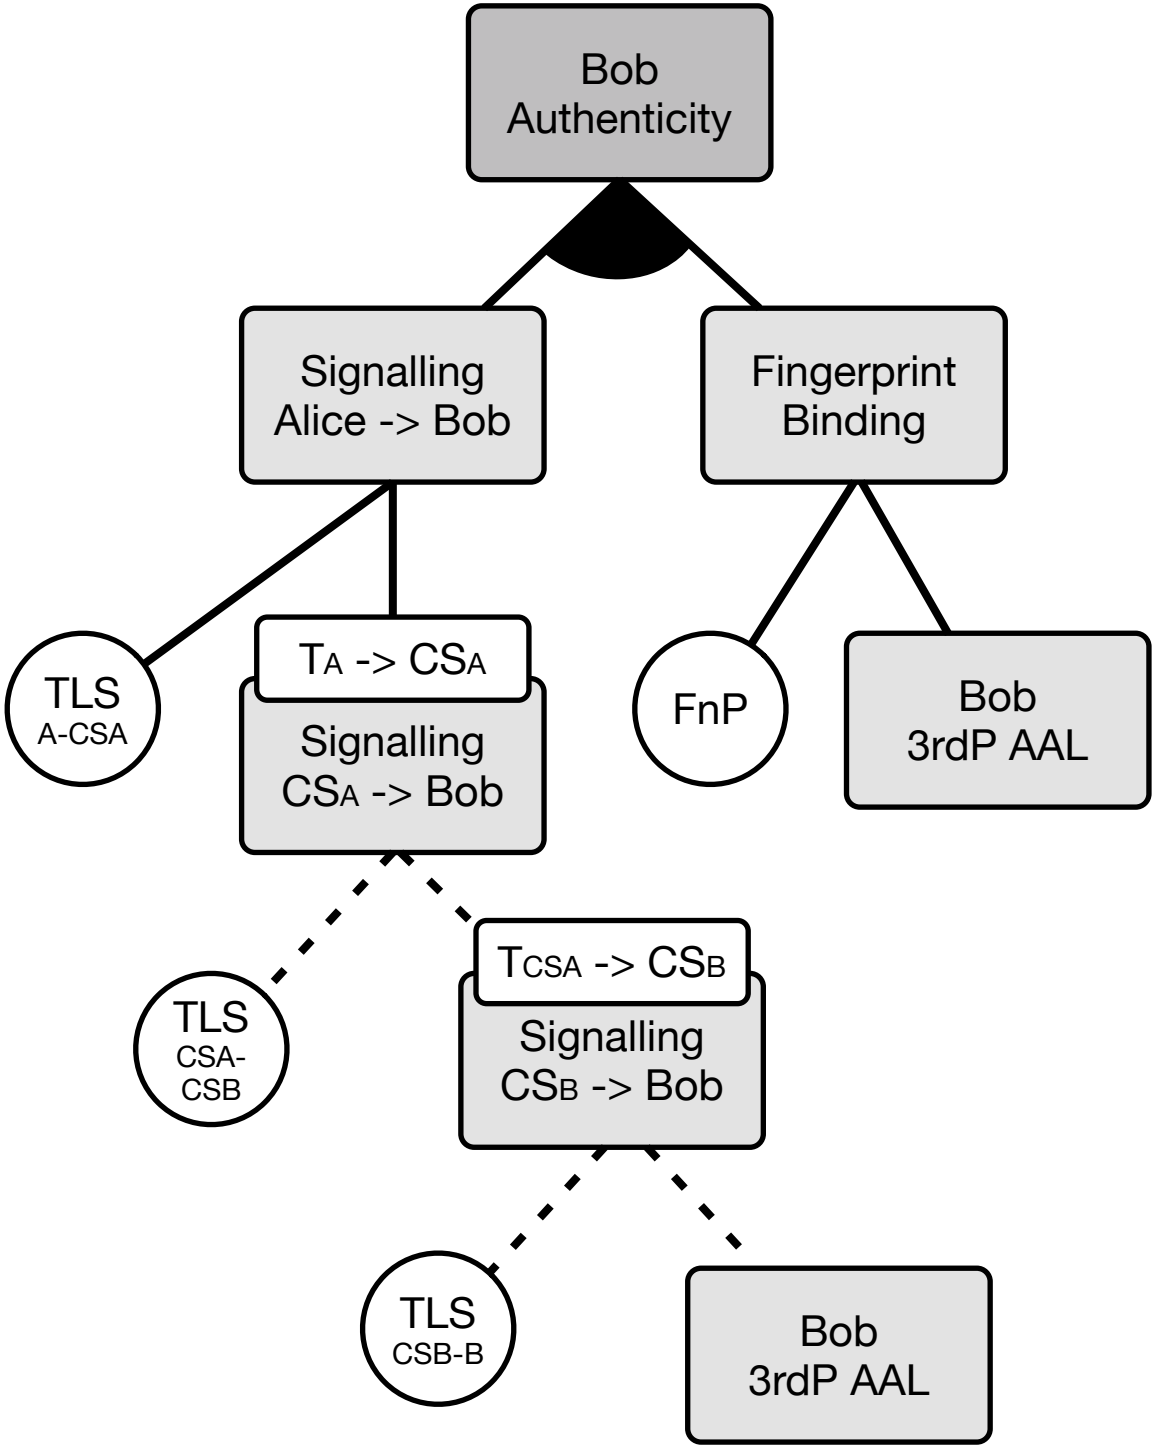 Bob
Authenticity
Signalling
Alice -> Bob
Fingerprint
Binding
TLS
A-CSA
TA -> CSA
Signalling
CSA -> Bob
FnP
Bob
3rdP AAL
TLS
CSA-
CSB
TCSA -> CSB
Signalling
CSB -> Bob
TLS
CSB-B
Bob
3rdP AAL